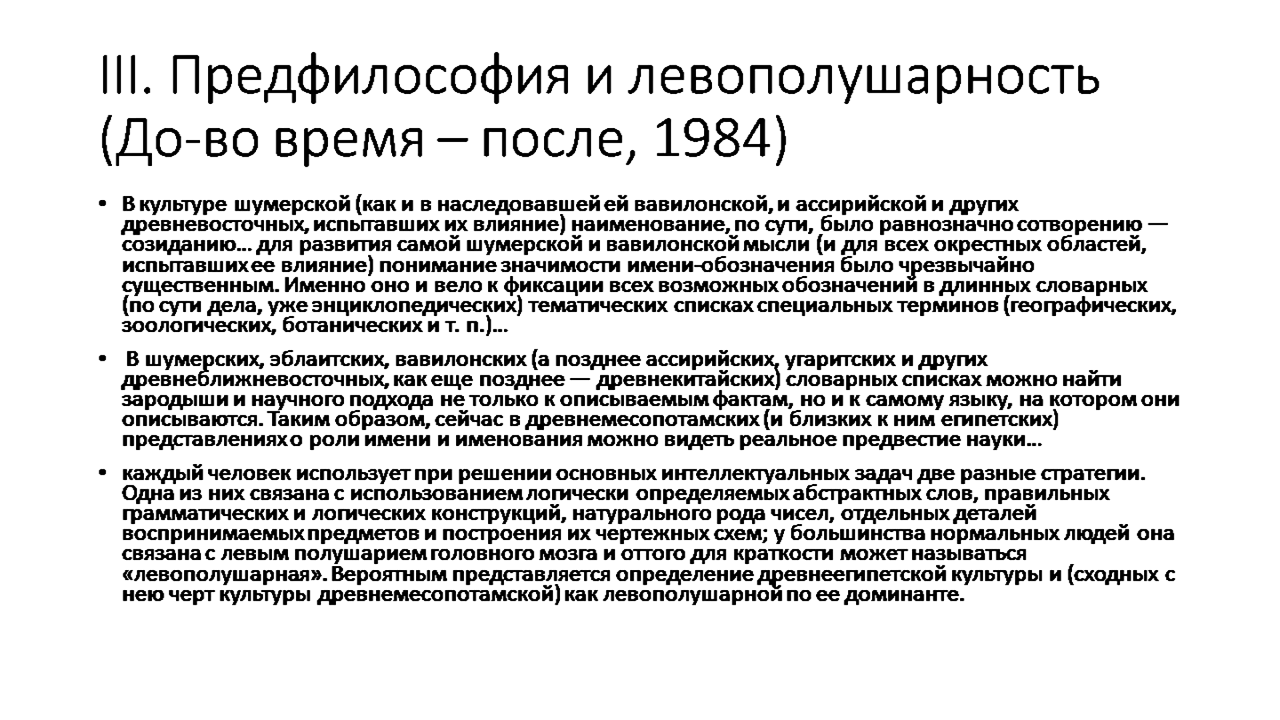 III. Предфилософия и левополушарность
(До-во время – после, 1984)
• В культуре шумерской (как и в наследовавшей ей вавилонской, и ассирийской и других
древневосточных, испытавших их влияние) наименование, по сути, было равнозначно сотворению —
созиданию... для развития самой шумерской и вавилонской мысли (и для всех окрестных областей,
испытавших ее влияние) понимание значимости имени-обозначения было чрезвычайно
существенным. Именно оно и вело к фиксации всех возможных обозначений в длинных словарных
(по сути дела, уже энциклопедических) тематических списках специальных терминов (географических,
зоологических, ботанических и т. п.)...
• В шумерских, эблаитских, вавилонских (а позднее ассирийских, угаритских и других
древнеближневосточных, как еще позднее — древнекитайских) словарных списках можно найти
зародыши и научного подхода не только к описываемым фактам, но и к самому языку, на котором они
описываются. Таким образом, сейчас в древнемесопотамских (и близких к ним египетских)
представлениях о роли имени и именования можно видеть реальное предвестие науки...
• каждый человек использует при решении основных интеллектуальных задач две разные стратегии.
Одна из них связана с использованием логически определяемых абстрактных слов, правильных
грамматических и логических конструкций, натурального рода чисел, отдельных деталей
воспринимаемых предметов и построения их чертежных схем; у большинства нормальных людей она
связана с левым полушарием головного мозга и оттого для краткости может называться
«левополушарная». Вероятным представляется определение древнеегипетской культуры и (сходных с
нею черт культуры древнемесопотамской) как левополушарной по ее доминанте.